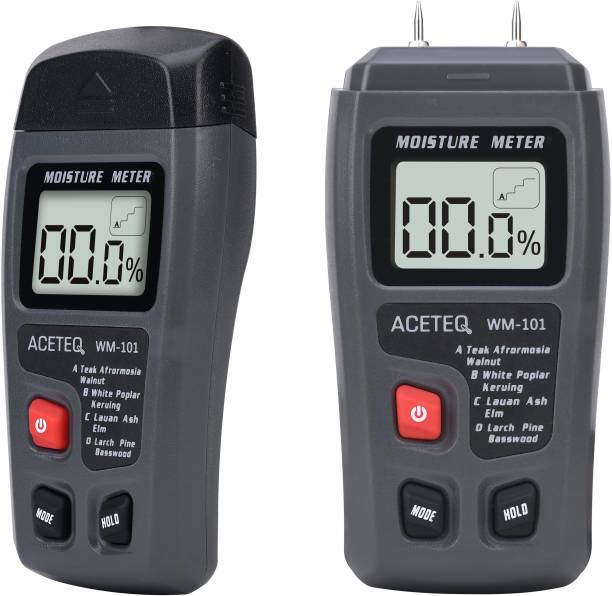 MOISTURE METER
A
00.0%
ACETEQ WM-101
A Teak Afrormosia
Walnut
B White Poplar
Keruing
C Lauan Ash
Elm
D Larch Pine
Basswood
MODE
HOLD
MOISTURE METER
A
00.0%
ACETEQ WM-101
A Teak Afrormosia
Walnut
B White Poplar
Keruing
C Lauan Ash
Elm
D Larch Pine
Basswood
MODE
HOLD